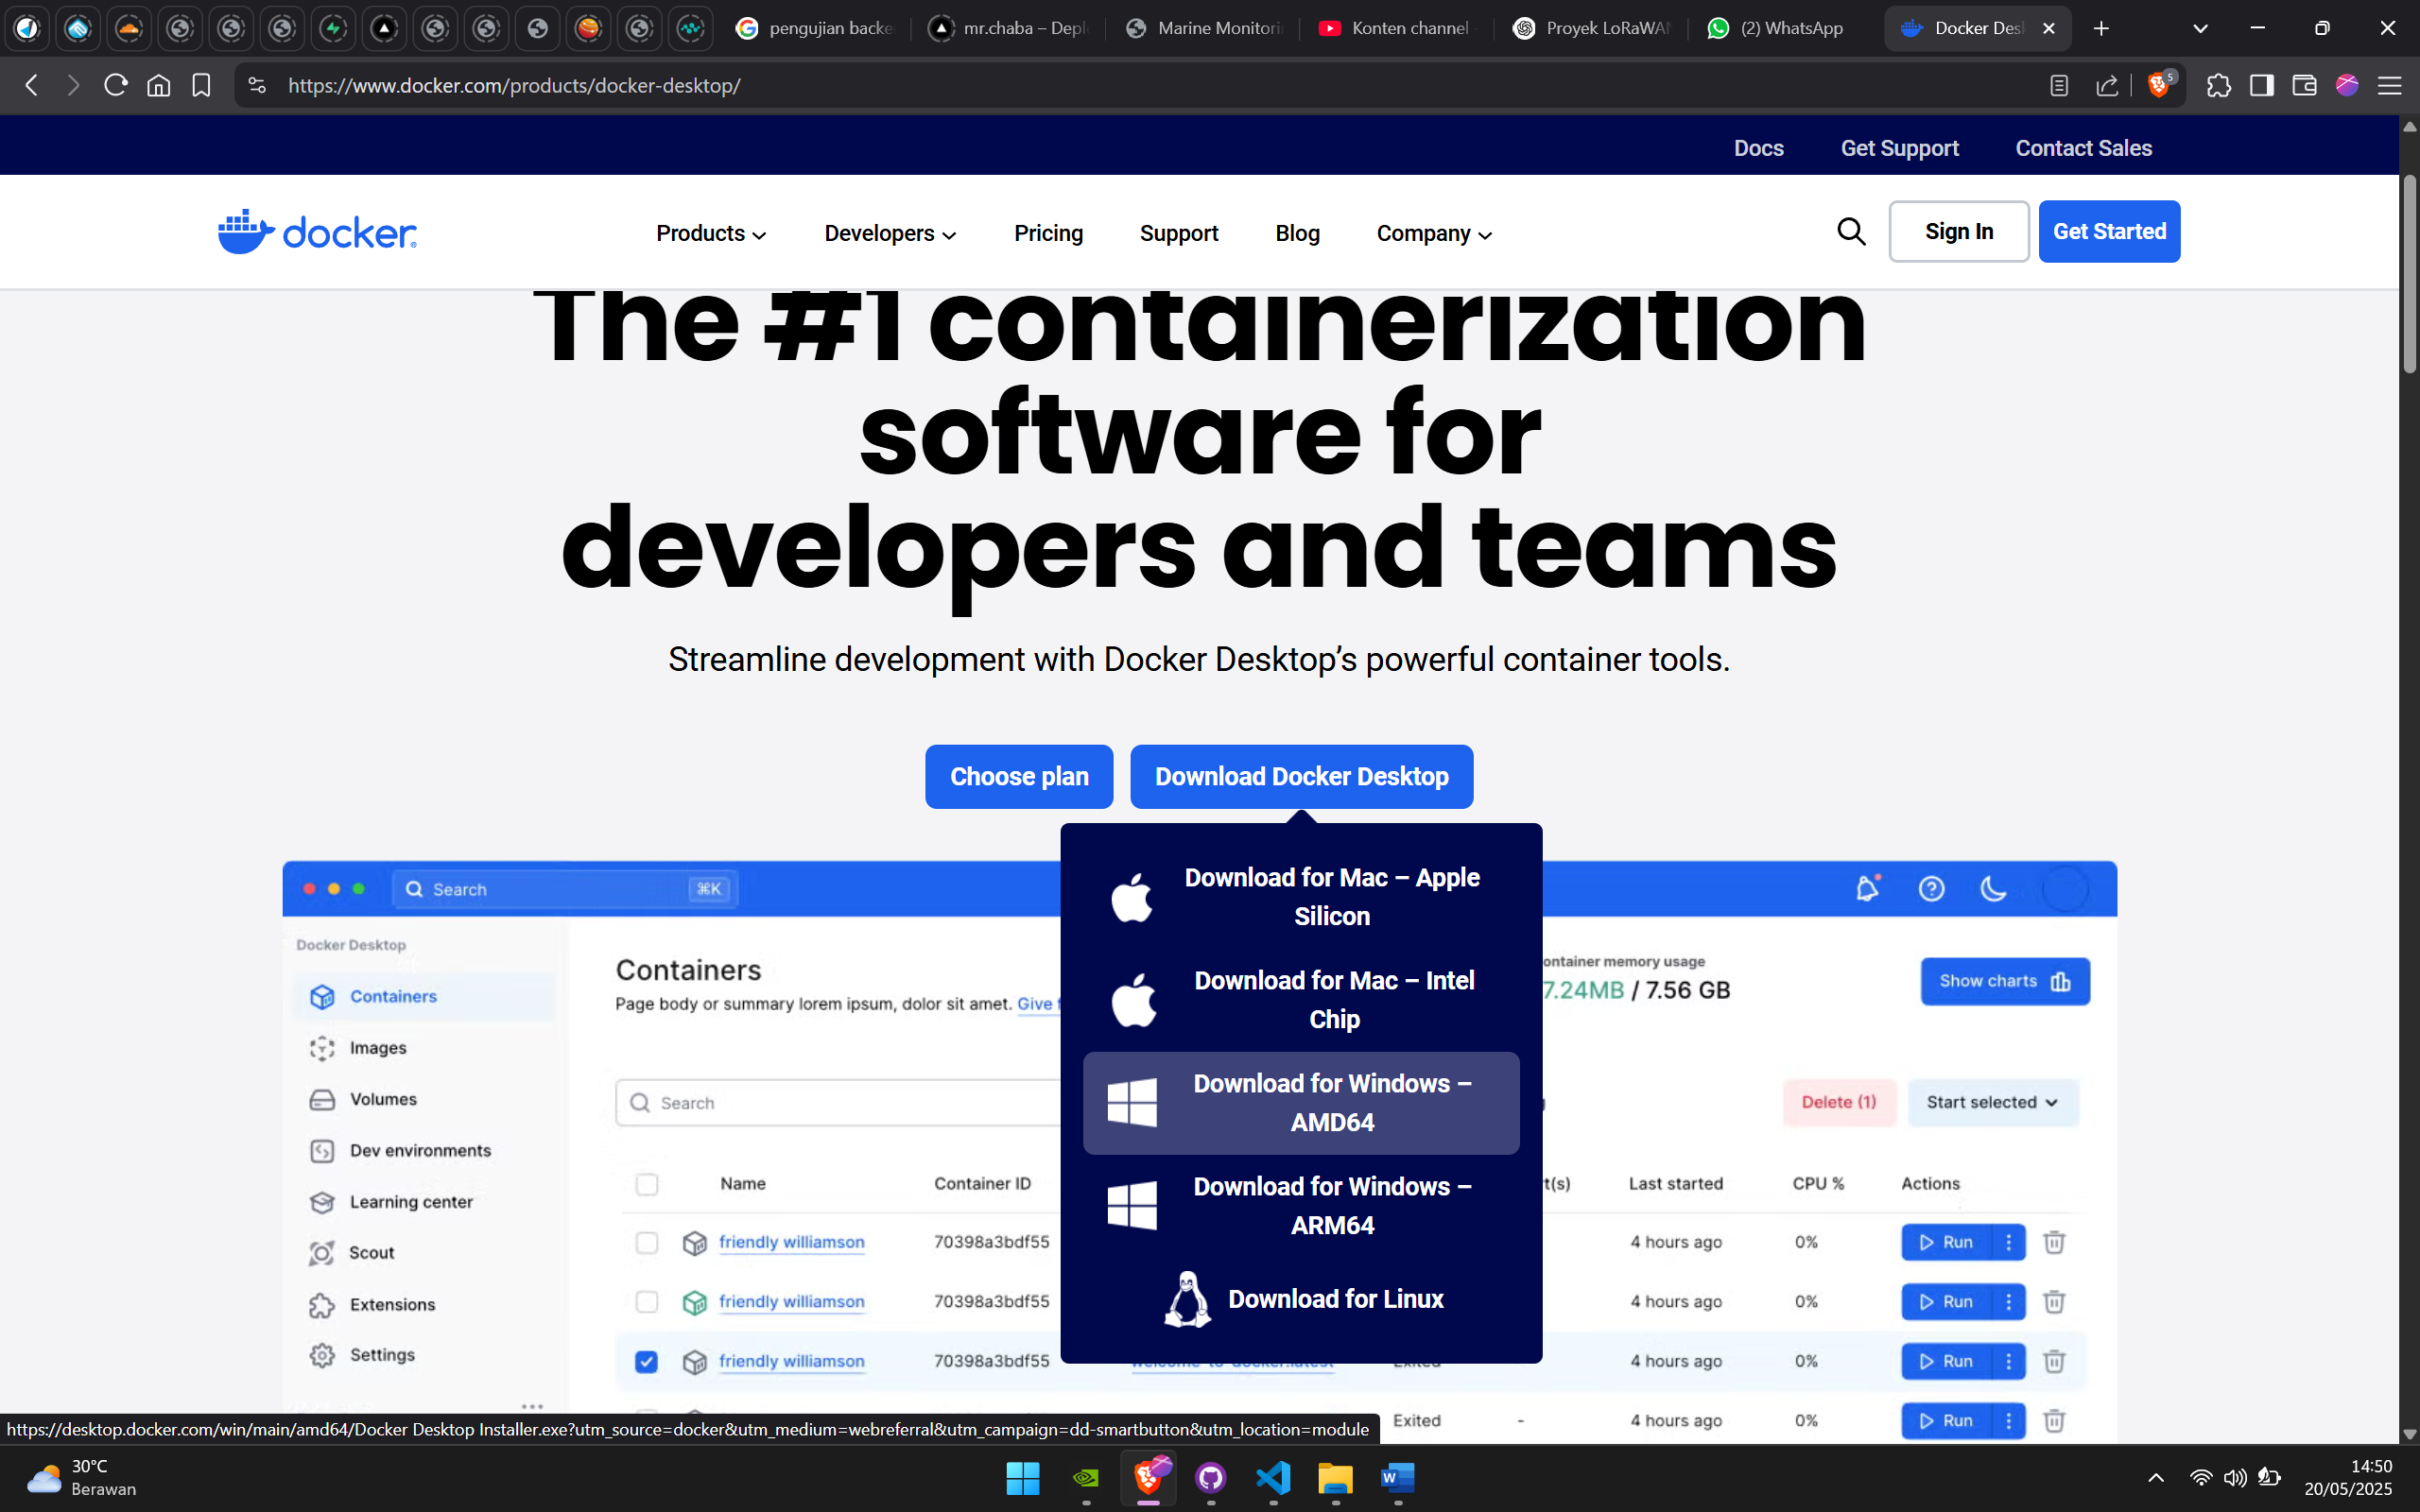 pengujian backe
mr.chaba – Depl
Marine Monitori
Konten channel
Proyek LoRaWAN
(2) WhatsApp
Docker Des
https://www.docker.com/products/docker-desktop/
5
Docs Get Support Contact Sales
docker
Products Developers Pricing Support Blog Company Sign In Get Started
The #1 containerization
software for
developers and teams
Streamline development with Docker Desktop’s powerful container tools.
Choose plan Download Docker Desktop
Download for Mac – Apple
Silicon
Download for Mac – Intel
Chip
Download for Windows –
AMD64
Download for Windows –
ARM64
Download for Linux
Search ⌘K
Docker Desktop
Containers
Images
Volumes
Dev environments
Learning center
Scout
Extensions
Settings
Containers
Page body or summary lorem ipsum, dolor sit amet. Give
ontainer memory usage
7.24MB / 7.56 GB
Show charts
Search
Delete (1) Start selected
Name Container ID t(s) Last started CPU % Actions
friendly williamson 70398a3bdf55 4 hours ago 0% Run
friendly williamson 70398a3bdf55 4 hours ago 0% Run
friendly williamson 70398a3bdf55 welcome-to-docker:latest Exited 4 hours ago 0% Run
Exited - 4 hours ago 0% Run
https://desktop.docker.com/win/main/amd64/Docker Desktop Installer.exe?utm_source=docker&utm_medium=webreferral&utm_campaign=dd-smartbutton&utm_location=module
30°C
Berawan
14:50
20/05/2025